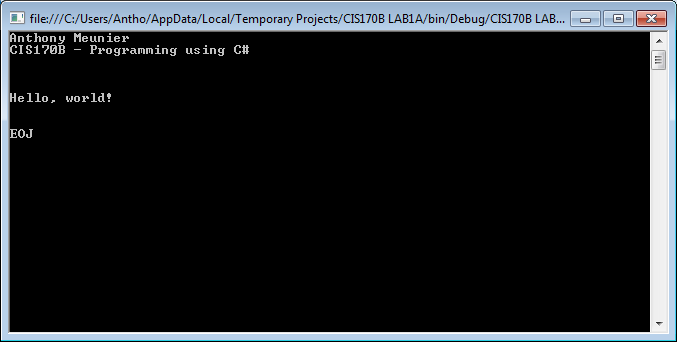 file:///C:/Users/Antho/AppData/Local/Temporary Projects/CIS170B LAB1A/bin/Debug/CIS170B LAB...
Anthony Meunier
CIS170B - Programming using C#
Hello, world!
EOJ